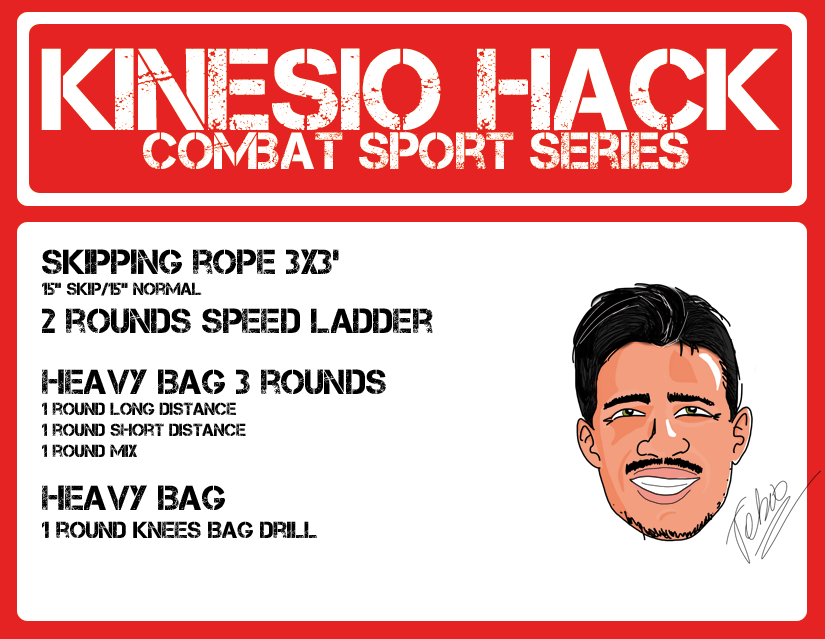 KINESIO HACK
COMBAT SPORT SERIES
SKIPPING ROPE 3X3'
15" SKIP/15" NORMAL
2 ROUNDS SPEED LADDER
HEAVY BAG 3 ROUNDS
1 ROUND LONG DISTANCE
1 ROUND SHORT DISTANCE
1 ROUND MIX
HEAVY BAG
1 ROUND KNEES BAG DRILL